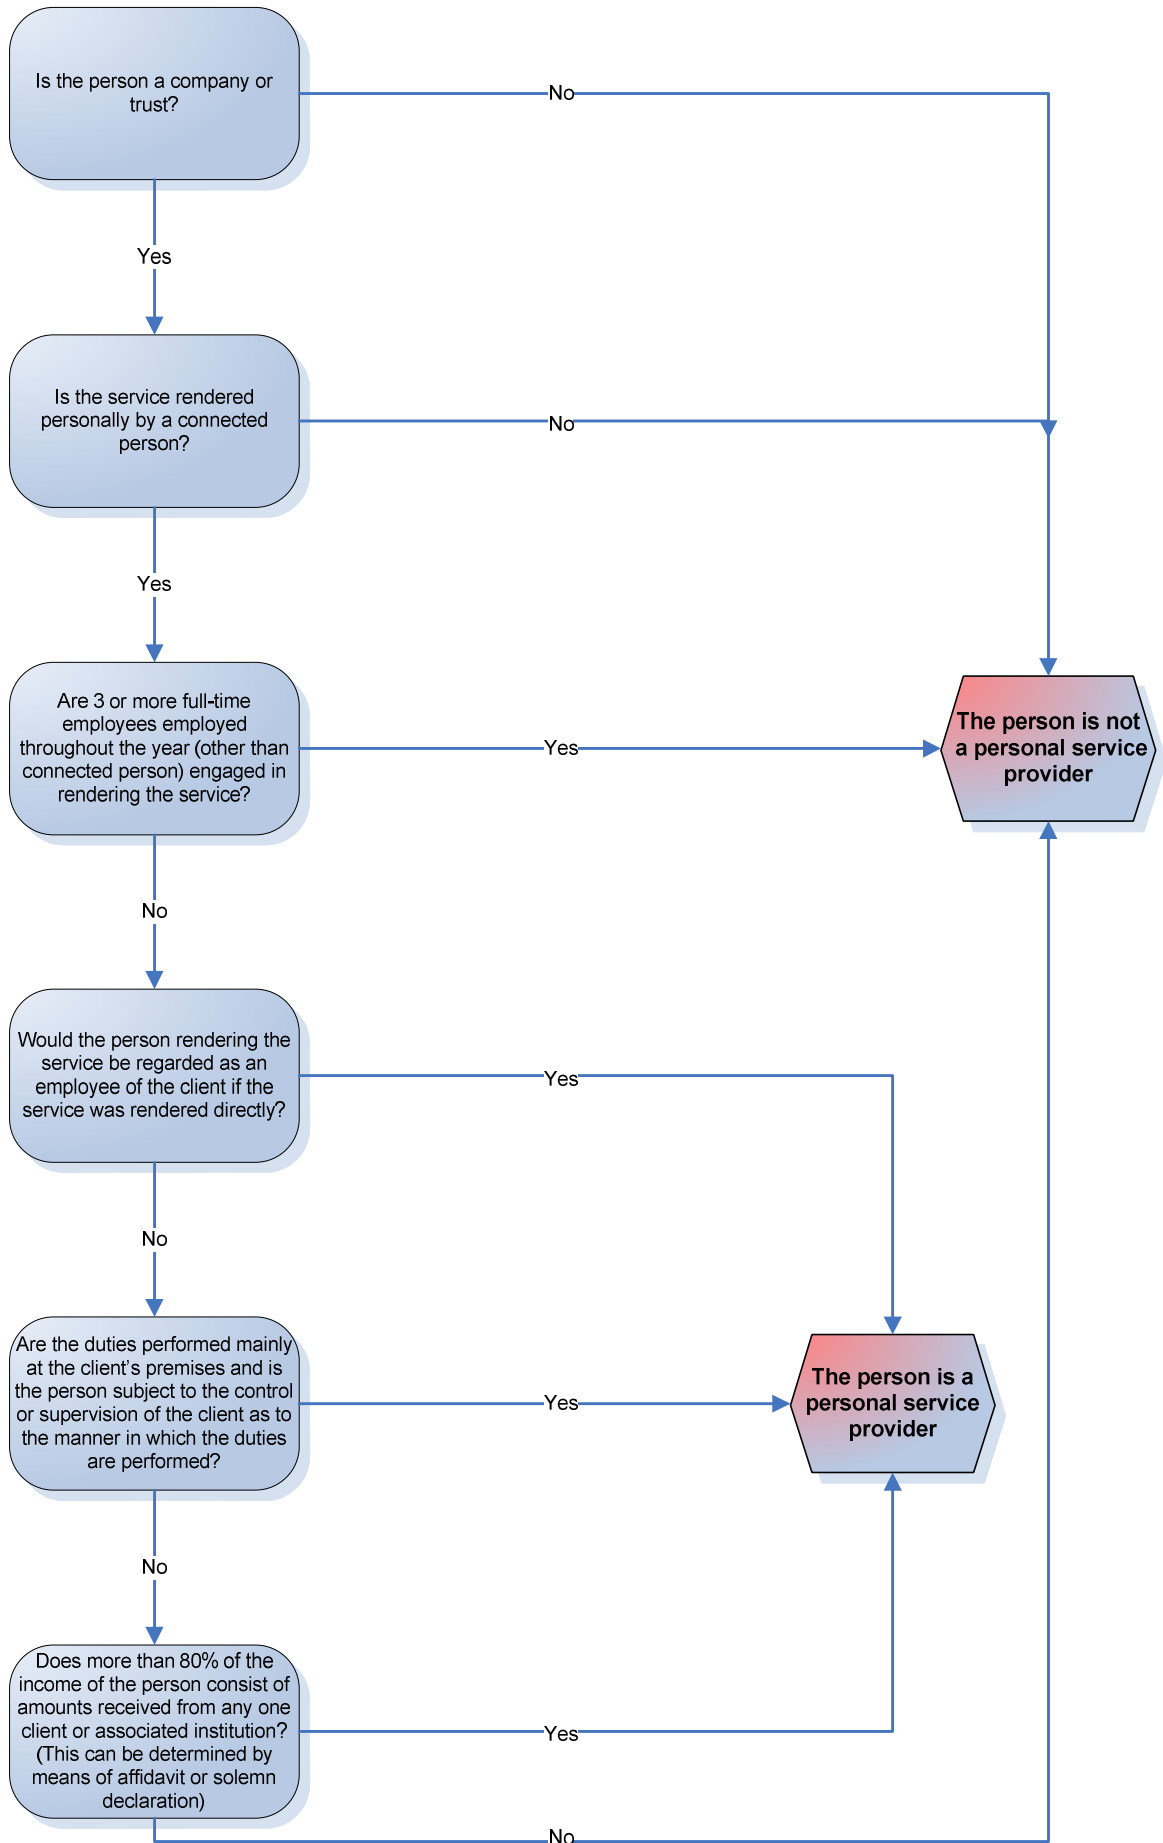 Is the person a company or
trust?
No
Yes
Is the service rendered
personally by a connected
person?
No
Yes
Are 3 or more full-time
employees employed
throughout the year (other than
connected person) engaged in
rendering the service?
Yes
The person is not
a personal service
provider
No
Would the person rendering the
service be regarded as an
employee of the client if the
service was rendered directly?
Yes
No
Are the duties performed mainly
at the client's premises and is
the person subject to the control
or supervision of the client as to
the manner in which the duties
are performed?
Yes
The person is a
personal service
provider
No
Does more than 80% of the
income of the person consist of
amounts received from any one
client or associated institution?
(This can be determined by
means of affidavit or solemn
declaration)
Yes
No